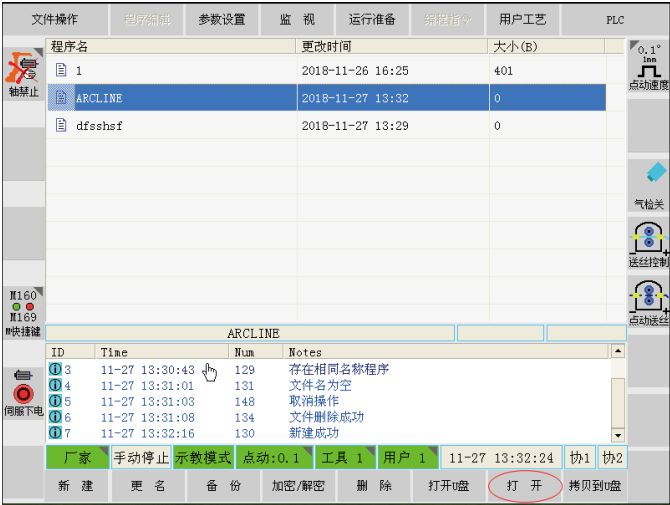 文件操作 程序编辑 参数设置 监 视 运行准备 编程指令 用户工艺 PLC
程序名 更改时间 大小(B)
1 2018-11-26 16:25 401
ARCLINE 2018-11-27 13:32 0
dfsshsf 2018-11-27 13:29 0
轴禁止
M160
M169
M快捷键
伺服下电
0.1°
1mm
点动速度
气检关
送丝控制
点动送丝
ARCLINE
ID Time Num Notes
3 11-27 13:30:43 129 存在相同名称程序
4 11-27 13:31:01 131 文件名为空
5 11-27 13:31:03 148 取消操作
6 11-27 13:31:08 134 文件删除成功
7 11-27 13:32:16 130 新建成功
厂家 手动停止 示教模式 点动:0.1 工具 1 用户 1 11-27 13:32:24 协1 协2
新 建 更 名 备 份 加密/解密 删 除 打开U盘 打 开 拷贝到U盘